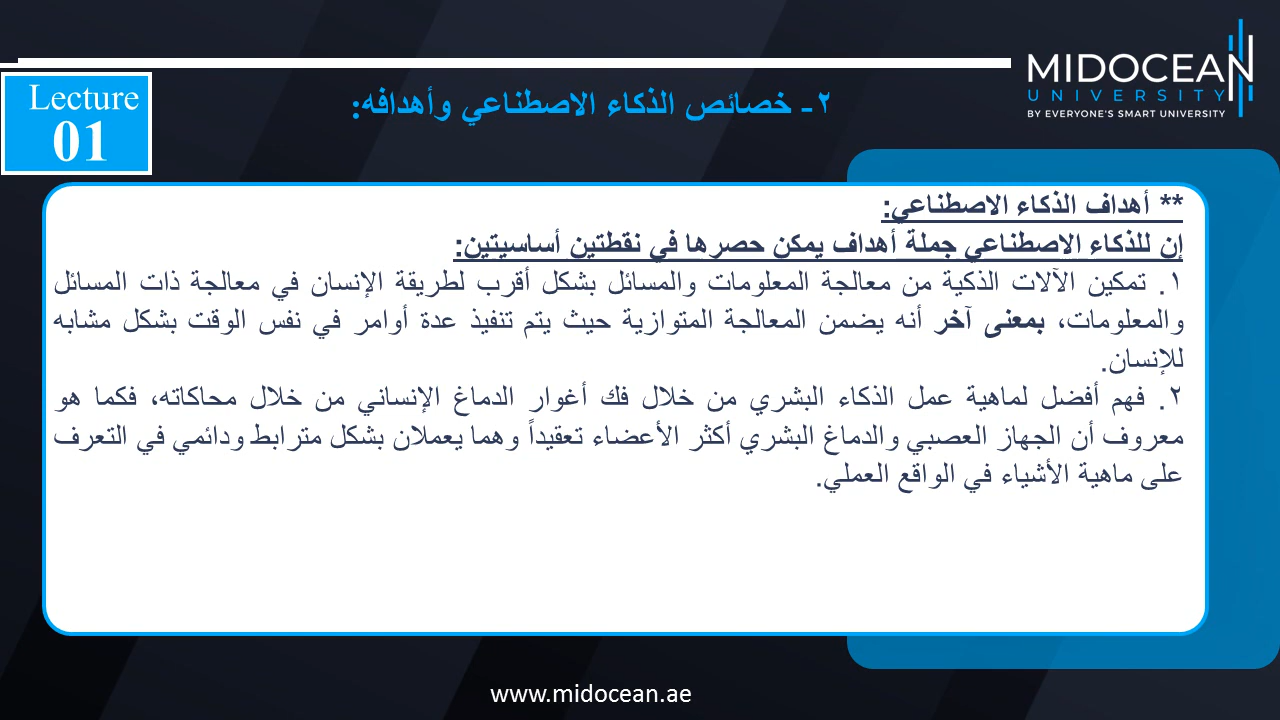 MIDOCEAN
UNIVERSITY
BY EVERYONE'S SMART UNIVERSITY
Lecture
01
٢- خصائص الذكاء الاصطناعي وأهدافه:
** أهداف الذكاء الاصطناعي:
إن للذكاء الاصطناعي جملة أهداف يمكن حصرها في نقطتين أساسيتين:
١. تمكين الآلات الذكية من معالجة المعلومات والمسائل بشكل أقرب لطريقة الإنسان في معالجة ذات المسائل
والمعلومات، بمعنى آخر أنه يضمن المعالجة المتوازية حيث يتم تنفيذ عدة أوامر في نفس الوقت بشكل مشابه
للإنسان.
٢. فهم أفضل لماهية عمل الذكاء البشري من خلال فك أغوار الدماغ الإنساني من خلال محاكاته، فكما هو
معروف أن الجهاز العصبي والدماغ البشري أكثر الأعضاء تعقيداً وهما يعملان بشكل مترابط ودائمي في التعرف
على ماهية الأشياء في الواقع العملي.
www.midocean.ae